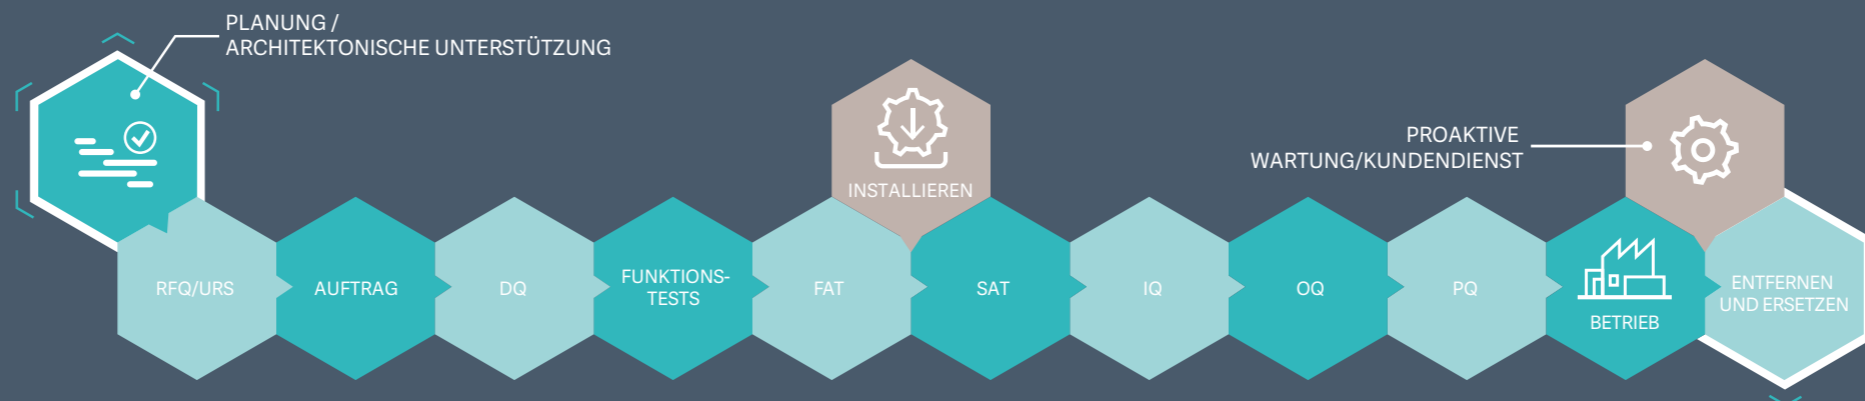 PLANUNG /
ARCHITEKTONISCHE UNTERSTÜTZUNG
INSTALLIEREN
PROAKTIVE
WARTUNG/KUNDENDIENST
RFQ/URS
AUFTRAG
DQ
FUNKTIONS-
TESTS
FAT
SAT
IQ
OQ
PQ
BETRIEB
ENTFERNEN
UND ERSETZEN